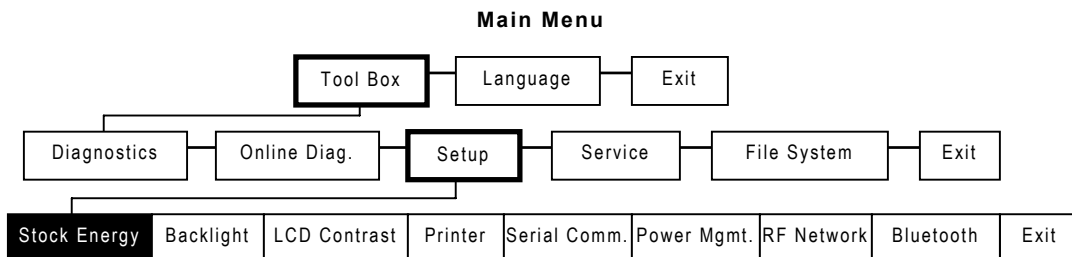 Main Menu
Tool Box Language Exit
Diagnostics Online Diag. Setup Service File System Exit
Stock Energy Backlight LCD Contrast Printer Serial Comm. Power Mgmt. RF Network Bluetooth Exit